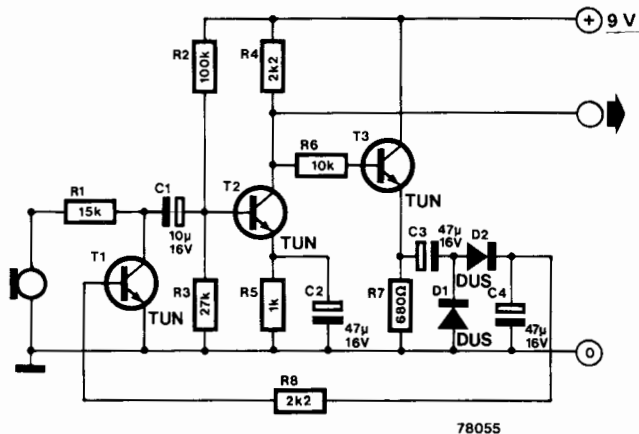 + 9 V
R2
100k
R4
2k2
R6
10k
T3
TUN
R1
15k
C1
10µ
16V
T2
TUN
T1
TUN
R3
27k
R5
1k
C2
47µ
16V
R7
680Ω
C3
47µ
16V
D2
DUS
D1
DUS
C4
47µ
16V
0
R8
2k2
78055